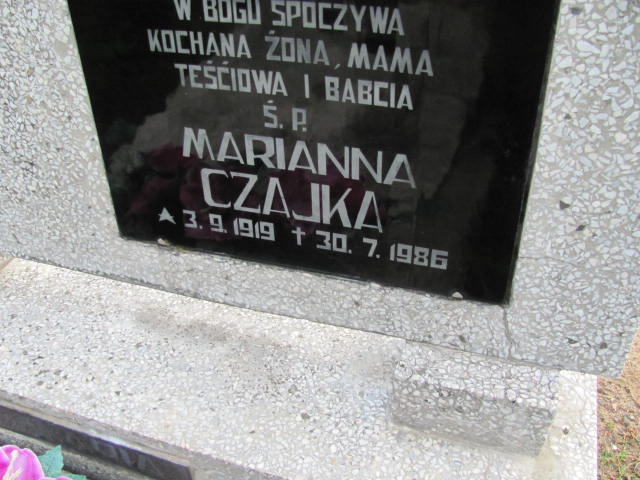 W BOGU SPOCZYWA
KOCHANA ŻONA, MAMA
TEŚCIOWA I BABCIA
Ś. P.
MARIANNA
CZAJKA
3. 9. 1919 † 30. 7. 1986